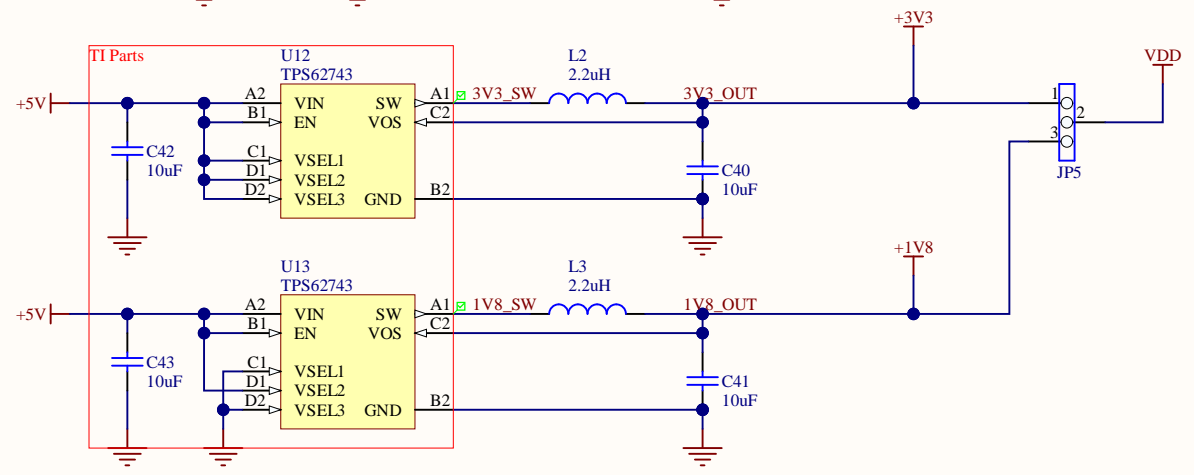 +3V3
TI Parts
U12
TPS62743
L2
2.2uH
VDD
+5V
A2
VIN
SW
A1
3V3_SW
3V3_OUT
1
B1
EN
VOS
C2
2
C42
10uF
C1
VSEL1
3
D1
VSEL2
C40
10uF
JP5
D2
VSEL3
GND
B2
+1V8
U13
TPS62743
L3
2.2uH
+5V
A2
VIN
SW
A1
1V8_SW
1V8_OUT
B1
EN
VOS
C2
C43
10uF
C1
VSEL1
D1
VSEL2
C41
10uF
D2
VSEL3
GND
B2